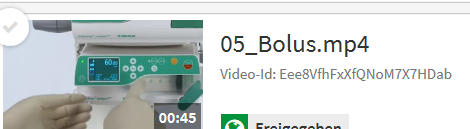 05_Bolus.mp4
Video-Id: Eee8VfhFxXfQNoM7X7HDab
00:45
Freigegeben